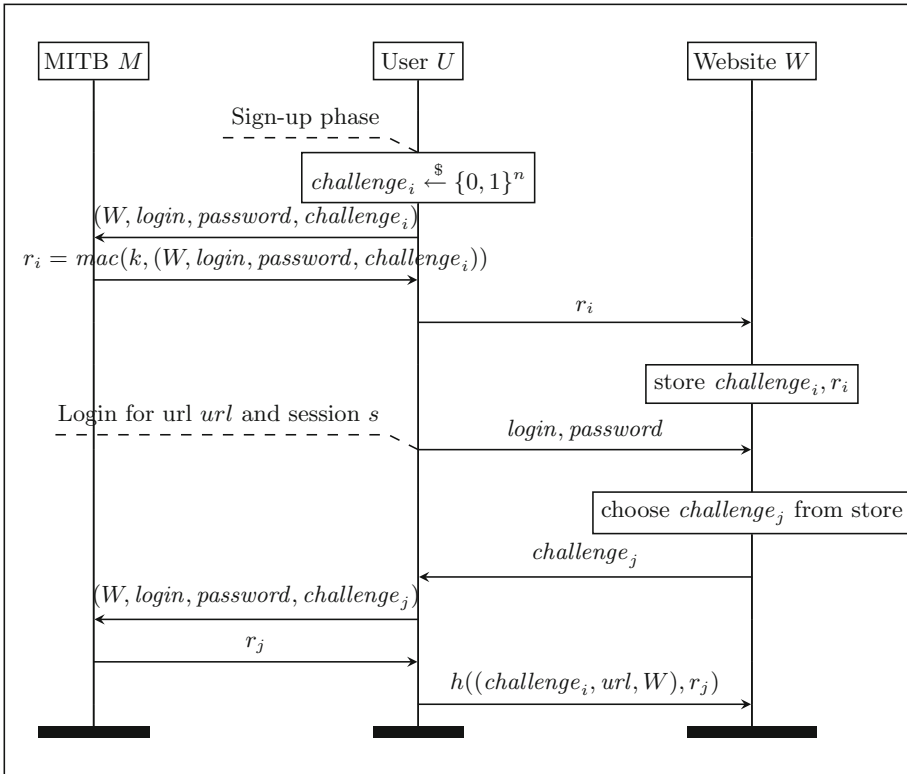 MITB M
User U
Website W
Sign-up phase
challenge_i $← {0, 1}^n
(W, login, password, challenge_i)
r_i = mac(k, (W, login, password, challenge_i))
r_i
store challenge_i, r_i
Login for url url and session s
login, password
choose challenge_j from store
challenge_j
(W, login, password, challenge_j)
r_j
h((challenge_i, url, W), r_j)